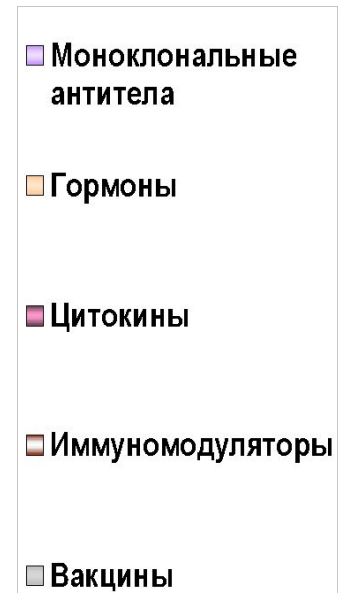 Моноклональные
антитела
Гормоны
Цитокины
Иммуномодуляторы
Вакцины